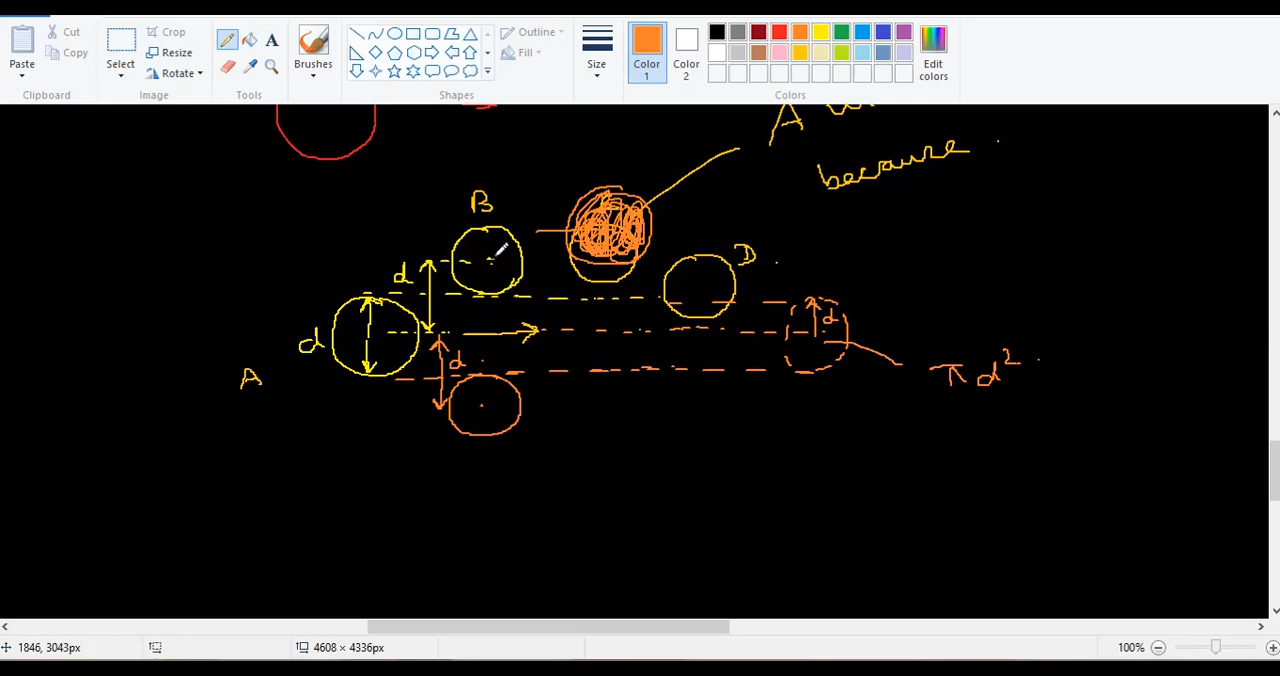 Paste
Cut
Copy
Clipboard
Select
Crop
Resize
Rotate
Image
A
Tools
Brushes
Outline
Fill
Shapes
Size
Color
1
Color
2
Edit
colors
Colors
A
because
B
D
d
d
d
d
A
πd²
1846, 3043px
4608 × 4336px
100%